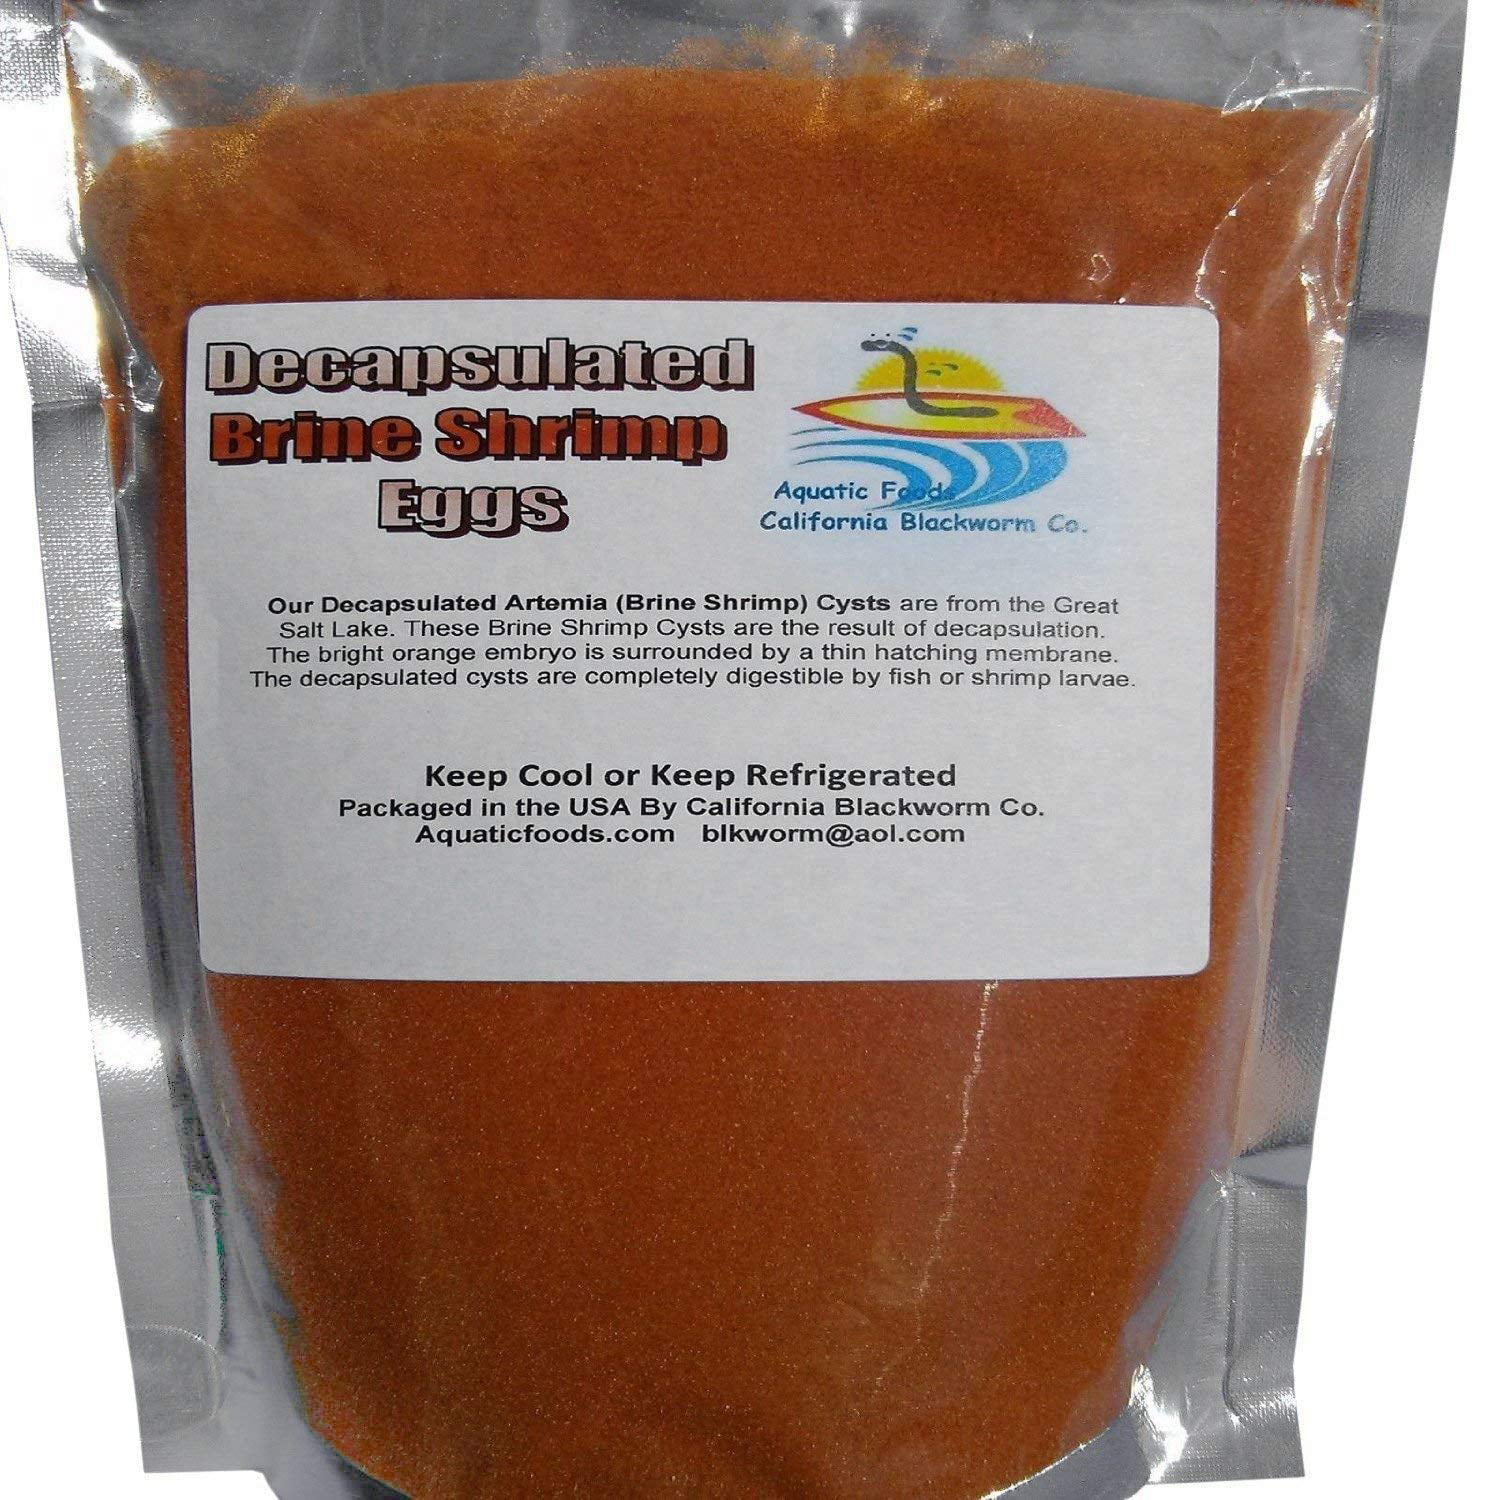 Decapsulated
Brine Shrimp
Eggs
Aquatic Foods
California Blackworm Co.
Our Decapsulated Artemia (Brine Shrimp) Cysts are from the Great
Salt Lake. These Brine Shrimp Cysts are the result of decapsulation.
The bright orange embryo is surrounded by a thin hatching membrane.
The decapsulated cysts are completely digestible by fish or shrimp larvae.
Keep Cool or Keep Refrigerated
Packaged in the USA By California Blackworm Co.
Aquaticfoods.com blkworm@aol.com